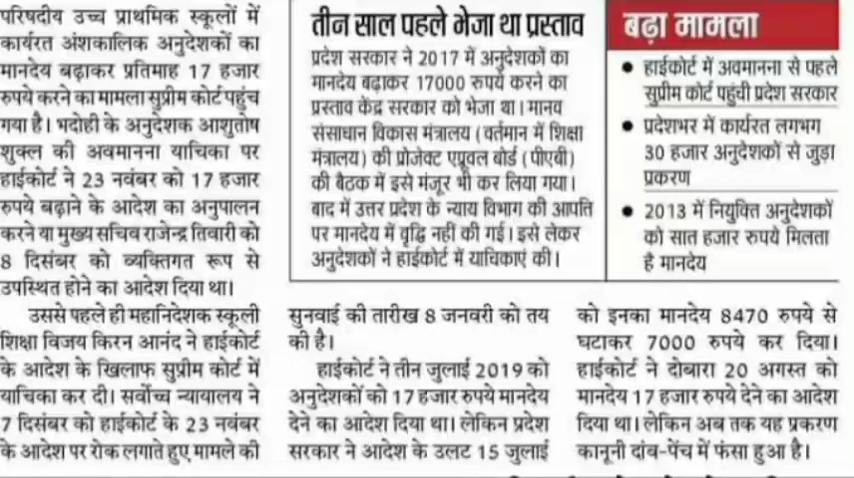 परिषदीय उच्च प्राथमिक स्कूलों में
कार्यरत अंशकालिक अनुदेशकों का
मानदेय बढ़ाकर प्रतिमाह 17 हजार
रुपये करने का मामला सुप्रीम कोर्ट पहुंच
गया है। भदोही के अनुदेशक आशुतोष
शुक्ल की अवमानना याचिका पर
हाईकोर्ट ने 23 नवंबर को 17 हजार
रुपये बढ़ाने के आदेश का अनुपालन
करने या मुख्य सचिव राजेन्द्र तिवारी को
8 दिसंबर को व्यक्तिगत रूप से
उपस्थित होने का आदेश दिया था।
उससे पहले ही महानिदेशक स्कूली
शिक्षा विजय किरन आनंद ने हाईकोर्ट
के आदेश के खिलाफ सुप्रीम कोर्ट में
याचिका कर दी। सर्वोच्च न्यायालय ने
7 दिसंबर को हाईकोर्ट के 23 नवंबर
के आदेश पर रोक लगाते हुए मामले की
तीन साल पहले भेजा था प्रस्ताव
प्रदेश सरकार ने 2017 में अनुदेशकों का
मानदेय बढ़ाकर 17000 रुपये करने का
प्रस्ताव केंद्र सरकार को भेजा था। मानव
संसाधान विकास मंत्रालय (वर्तमान में शिक्षा
मंत्रालय) की प्रोजेक्ट एप्रूवल बोर्ड (पीएबी)
की बैठक में इसे मंजूर भी कर लिया गया।
बाद में उत्तर प्रदेश के न्याय विभाग की आपति
पर मानदेय में वृद्धि नहीं की गई। इसे लेकर
अनुदेशकों ने हाईकोर्ट में याचिकाएं की।
बढ़ा मामला
● हाईकोर्ट में अवमानना से पहले
सुप्रीम कोर्ट पहुंची प्रदेश सरकार
● प्रदेशभर में कार्यरत लगभग
30 हजार अनुदेशकों से जुड़ा
प्रकरण
● 2013 में नियुक्ति अनुदेशकों
को सात हजार रुपये मिलता
है मानदेय
सुनवाई की तारीख 8 जनवरी को तय
की है।
हाईकोर्ट ने तीन जुलाई 2019 को
अनुदेशकों को 17 हजार रुपये मानदेय
देने का आदेश दिया था। लेकिन प्रदेश
सरकार ने आदेश के उलट 15 जुलाई
को इनका मानदेय 8470 रुपये से
घटाकर 7000 रुपये कर दिया।
हाईकोर्ट ने दोबारा 20 अगस्त को
मानदेय 17 हजार रुपये देने का आदेश
दिया था। लेकिन अब तक यह प्रकरण
कानूनी दांव-पेंच में फंसा हुआ है।